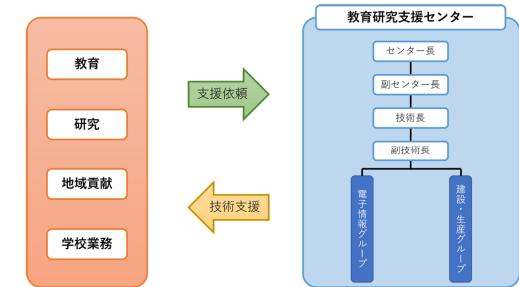 教育
研究
地域貢献
学校業務
支援依頼
技術支援
教育研究支援センター
センター長
副センター長
技術長
副技術長
電子情報グループ
建設・生産グループ